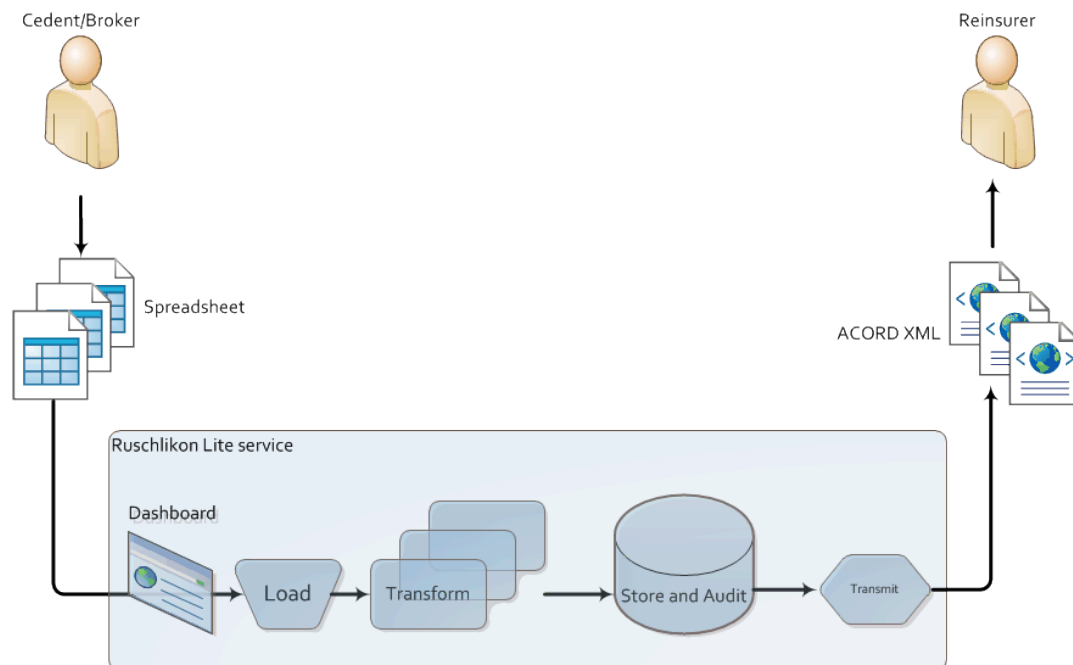 Cedent/Broker
Reinsurer
Spreadsheet
ACORD XML
Ruschlikon Lite service
Dashboard
Load
Transform
Store and Audit
Transmit